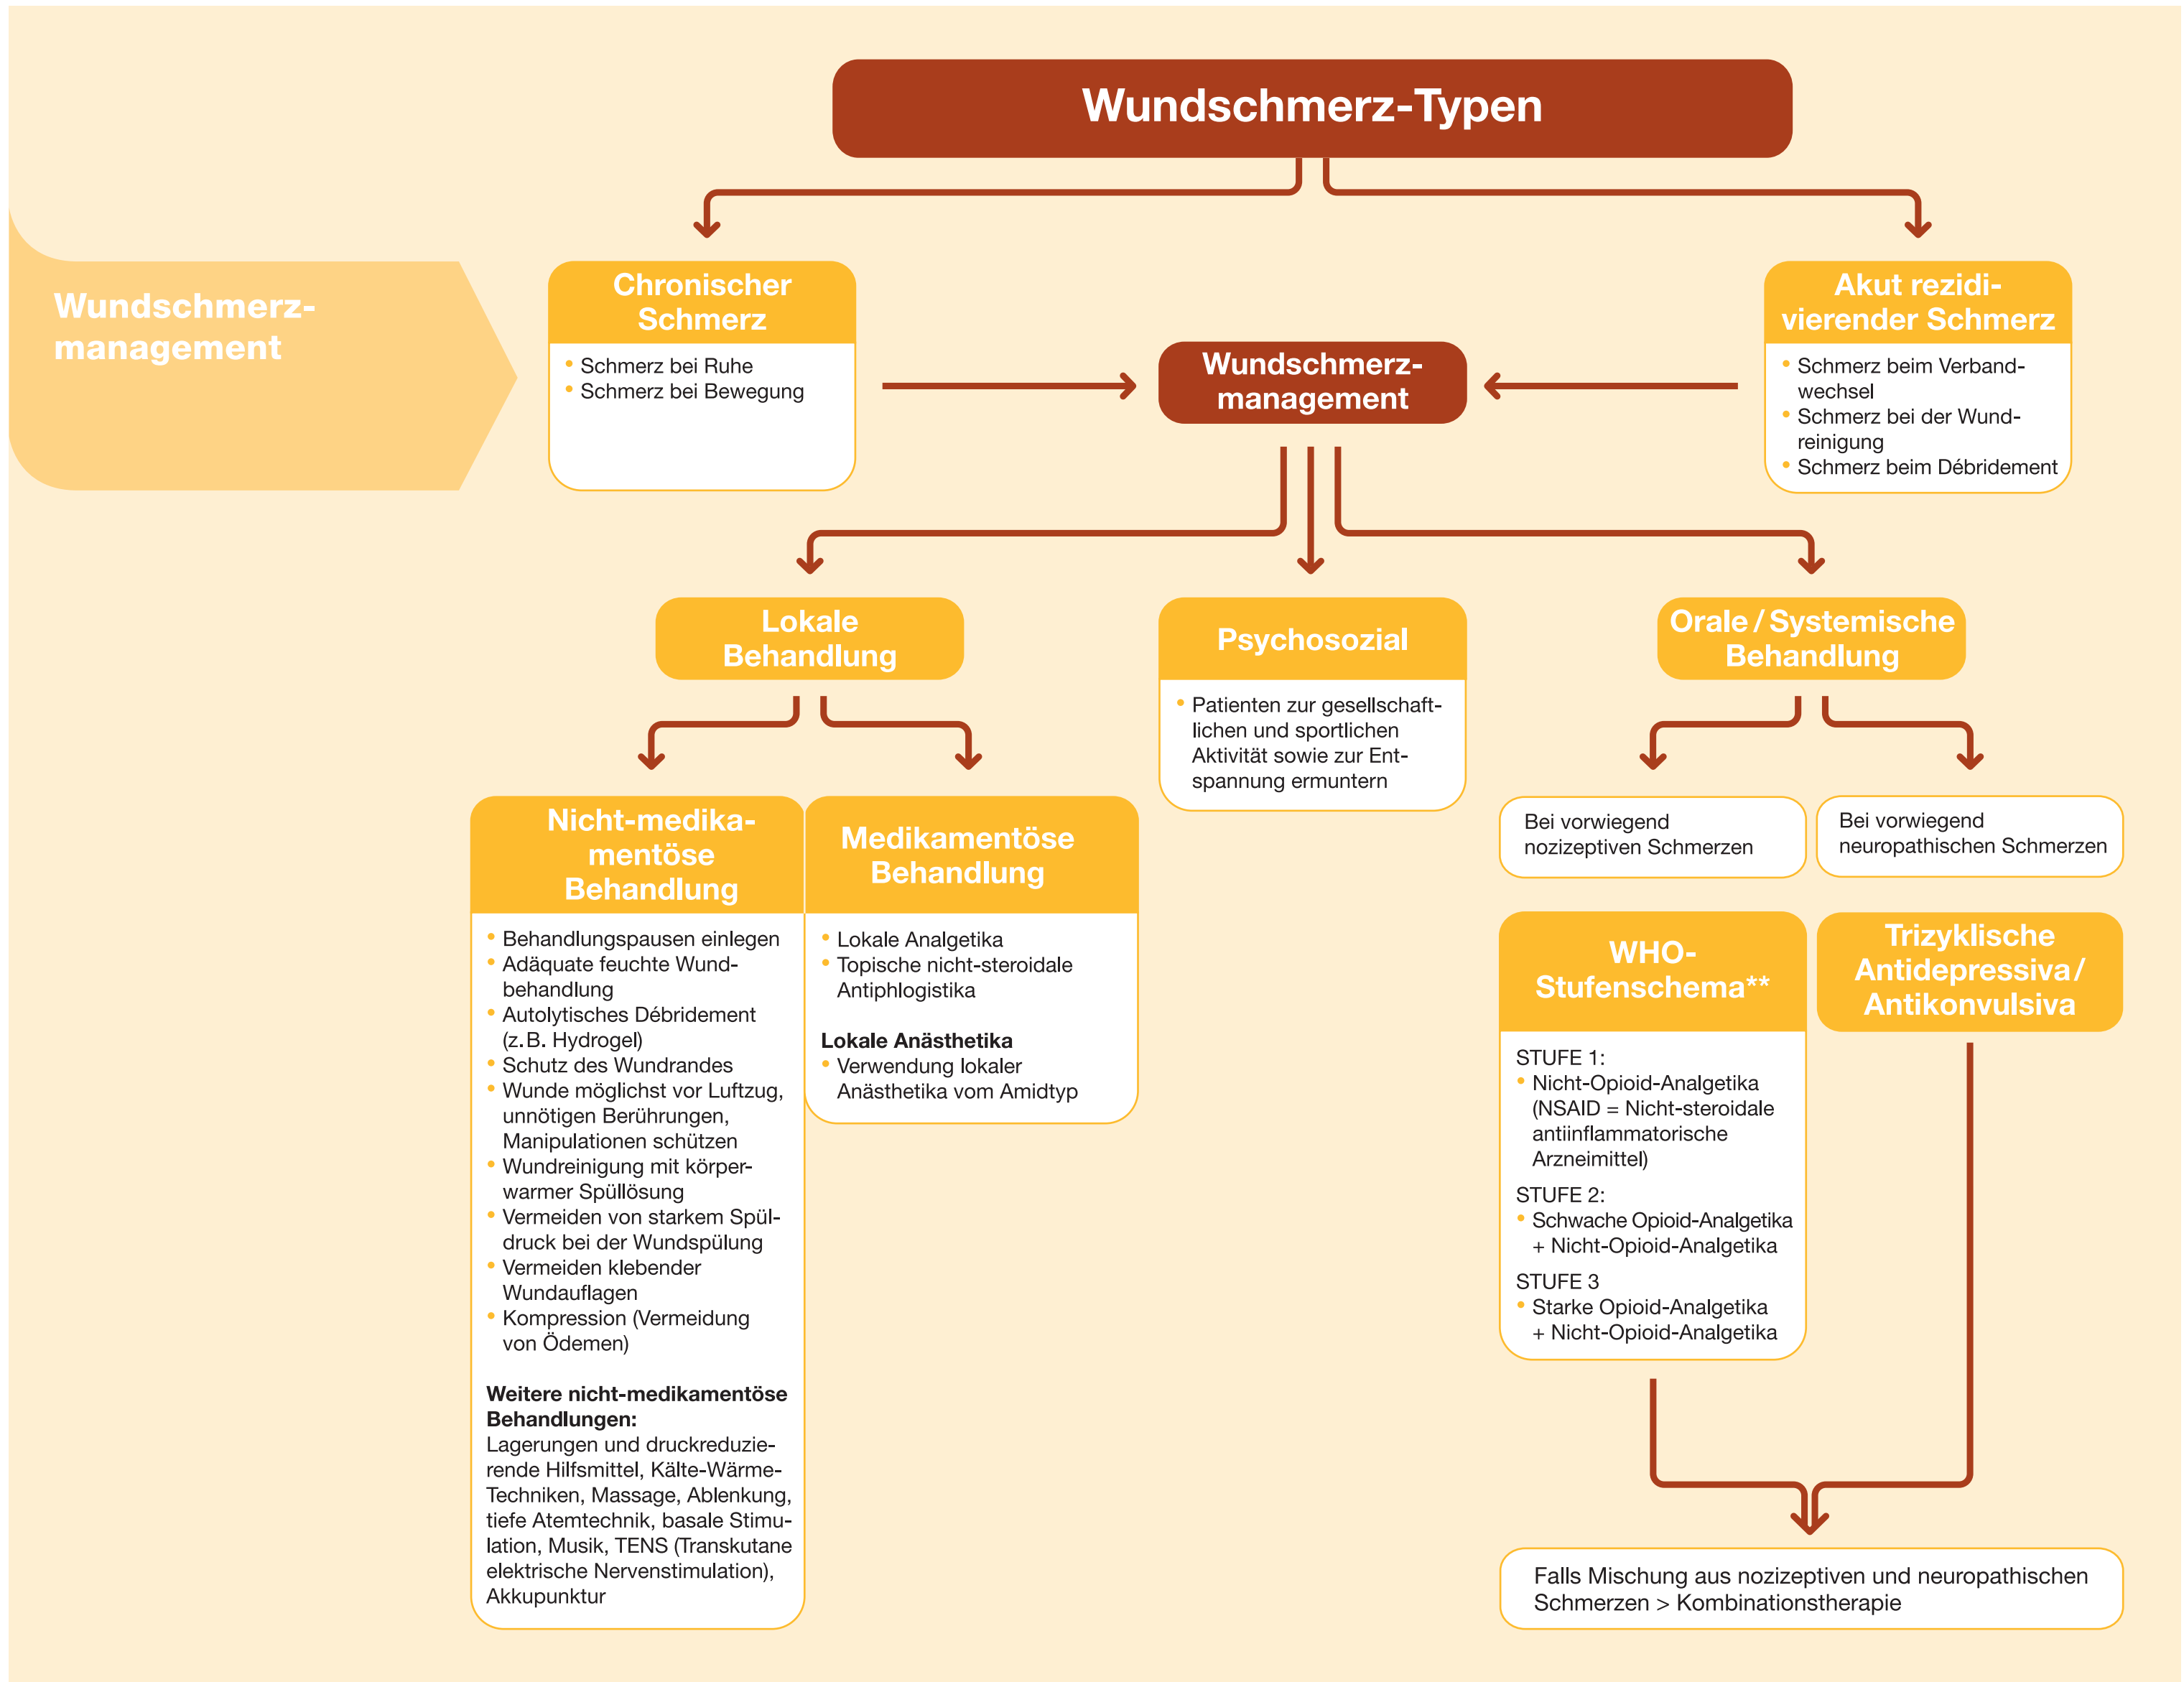 Wundschmerz-Typen
Wundschmerz-
management
Chronischer
Schmerz
• Schmerz bei Ruhe
• Schmerz bei Bewegung
Wundschmerz-
management
Akut rezidi-
vierender Schmerz
• Schmerz beim Verband-
wechsel
• Schmerz bei der Wund-
reinigung
• Schmerz beim Débridement
Lokale
Behandlung
Psychosozial
• Patienten zur gesellschaft-
lichen und sportlichen
Aktivität sowie zur Ent-
spannung ermuntern
Orale / Systemische
Behandlung
Nicht-medika-
mentöse
Behandlung
• Behandlungspausen einlegen
• Adäquate feuchte Wund-
behandlung
• Autolytisches Débridement
(z. B. Hydrogel)
• Schutz des Wundrandes
• Wunde möglichst vor Luftzug,
unnötigen Berührungen,
Manipulationen schützen
• Wundreinigung mit körper-
warmer Spüllösung
• Vermeiden von starkem Spül-
druck bei der Wundspülung
• Vermeiden klebender
Wundauflagen
• Kompression (Vermeidung
von Ödemen)
Weitere nicht-medikamentöse
Behandlungen:
Lagerungen und druckreduzie-
rende Hilfsmittel, Kälte-Wärme-
Techniken, Massage, Ablenkung,
tiefe Atemtechnik, basale Stimu-
lation, Musik, TENS (Transkutane
elektrische Nervenstimulation),
Akkupunktur
Medikamentöse
Behandlung
• Lokale Analgetika
• Topische nicht-steroidale
Antiphlogistika
Lokale Anästhetika
• Verwendung lokaler
Anästhetika vom Amidtyp
Bei vorwiegend
nozizeptiven Schmerzen
Bei vorwiegend
neuropathischen Schmerzen
WHO-
Stufenschema**
STUFE 1:
• Nicht-Opioid-Analgetika
(NSAID = Nicht-steroidale
antiinflammatorische
Arzneimittel)
STUFE 2:
• Schwache Opioid-Analgetika
+ Nicht-Opioid-Analgetika
STUFE 3
• Starke Opioid-Analgetika
+ Nicht-Opioid-Analgetika
Trizyklische
Antidepressiva /
Antikonvulsiva
Falls Mischung aus nozizeptiven und neuropathischen
Schmerzen > Kombinationstherapie